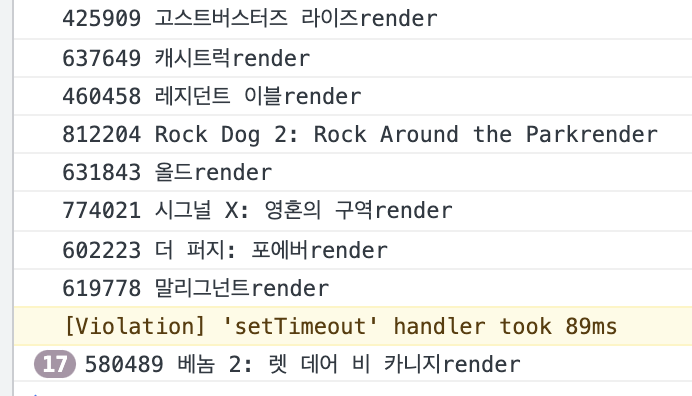 425909 고스트버스터즈 라이즈render
637649 캐시트럭render
460458 레지던트 이블render
812204 Rock Dog 2: Rock Around the Parkrender
631843 올드render
774021 시그널 X: 영혼의 구역render
602223 더 퍼지: 포에버render
619778 말리그넌트render
[Violation] 'setTimeout' handler took 89ms
17 580489 베놈 2: 렛 데어 비 카니지render